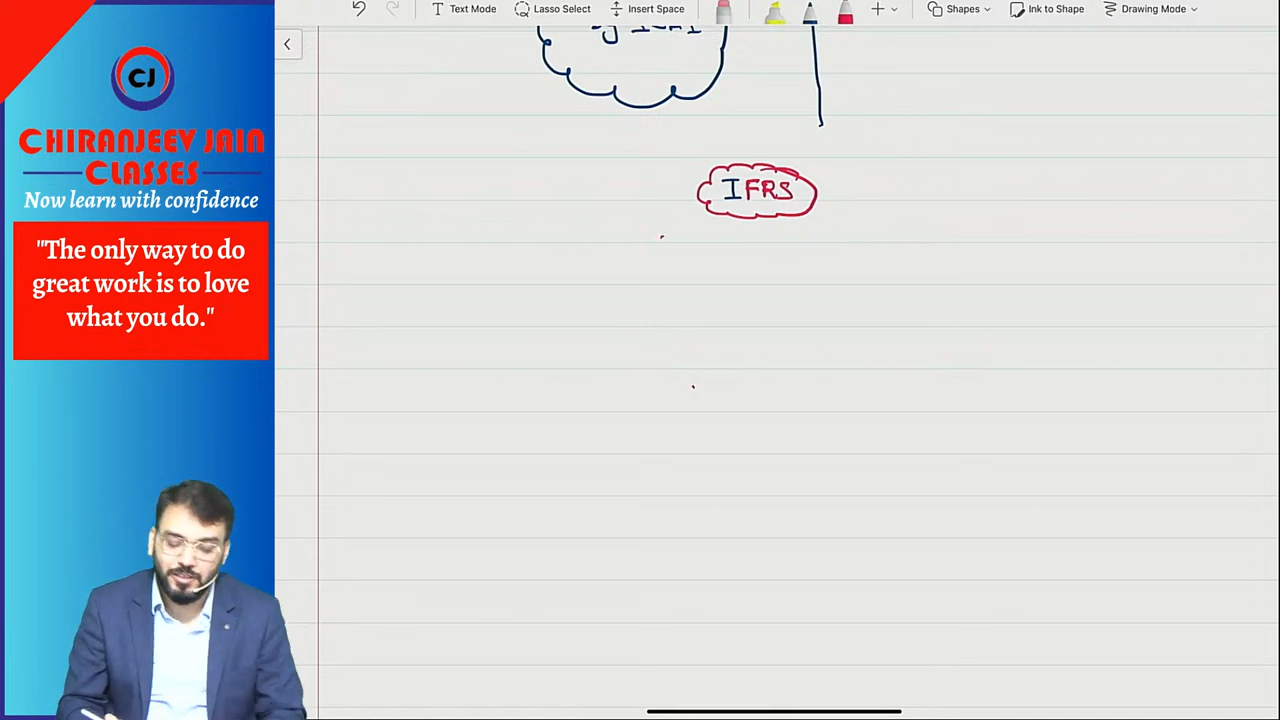 Text Mode Lasso Select Insert Space Shapes Ink to Shape Drawing Mode
CJ
CHIRANJEEV JAIN
CLASSES
Now learn with confidence
"The only way to do
great work is to love
what you do."
IFRS